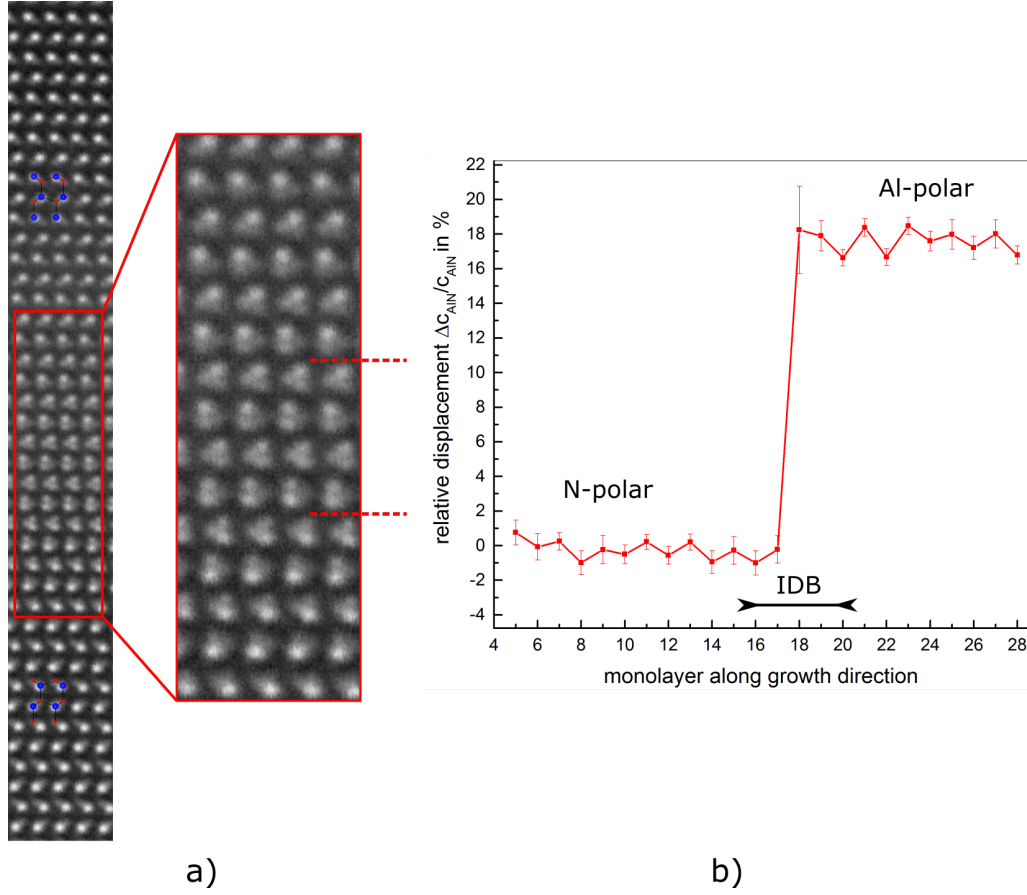 22
20
18
16
14
12
10
8
6
4
2
0
-2
-4
relative displacement Δc_AlN/c_AlN in %
Al-polar
N-polar
IDB
4 6 8 10 12 14 16 18 20 22 24 26 28
monolayer along growth direction
a) b)